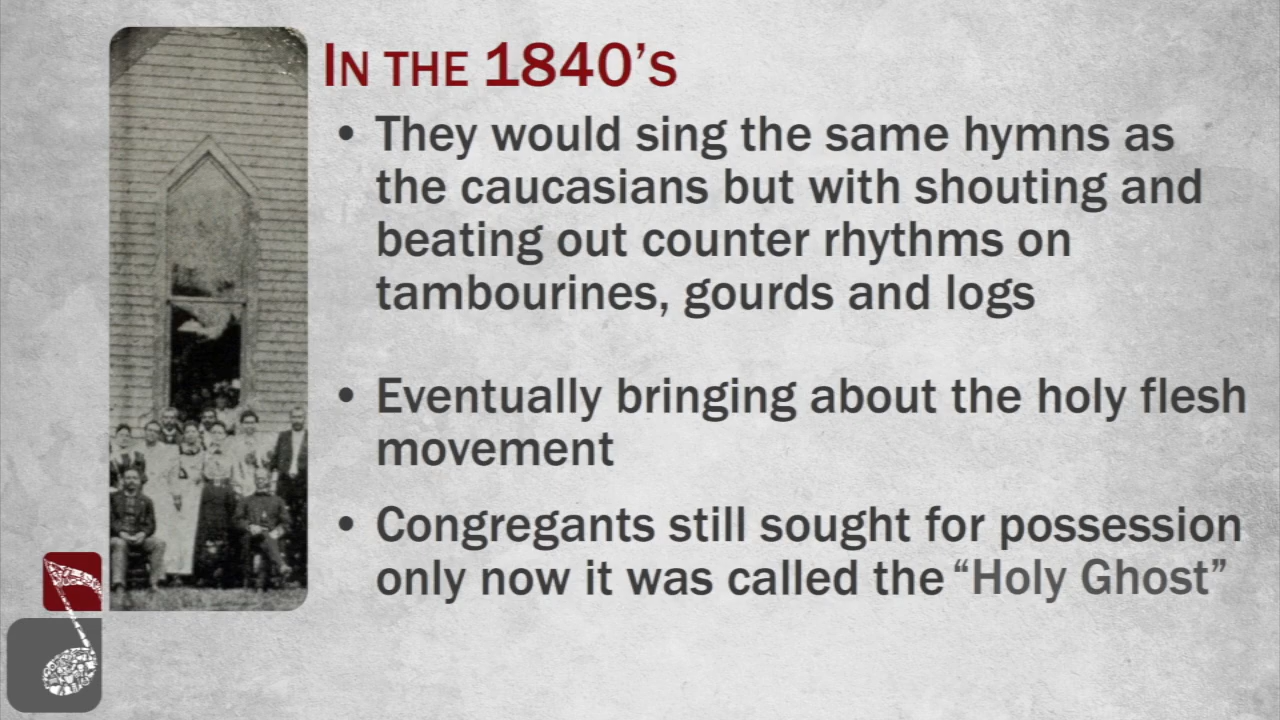 IN THE 1840’S
• They would sing the same hymns as
the caucasians but with shouting and
beating out counter rhythms on
tambourines, gourds and logs
• Eventually bringing about the holy flesh
movement
• Congregants still sought for possession
only now it was called the “Holy Ghost”